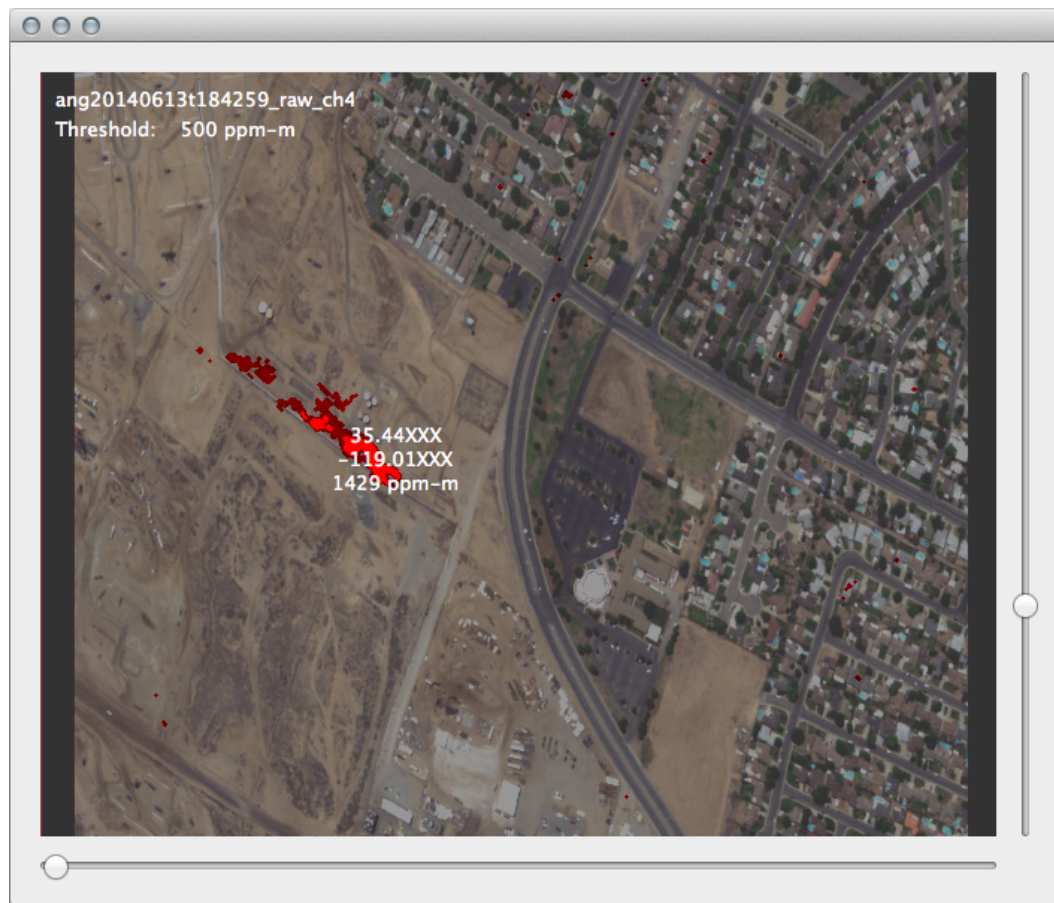 ang20140613t184259_raw_ch4
Threshold: 500 ppm-m
35.44XXX
-119.01XXX
1429 ppm-m